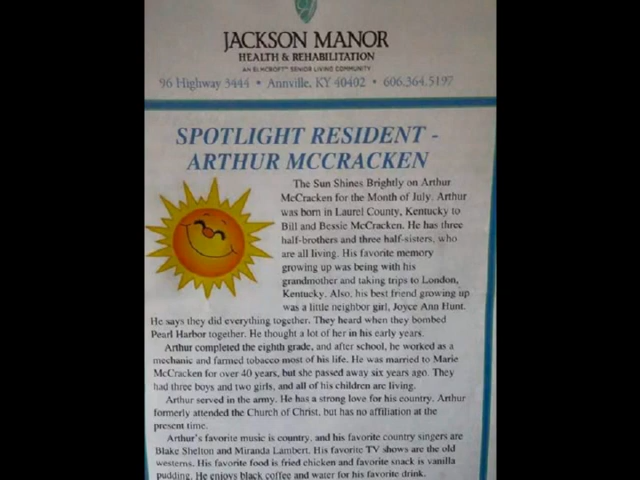 JACKSON MANOR
HEALTH & REHABILITATION
AN ELMCROFT SENIOR LIVING COMMUNITY
96 Highway 3444 • Annville, KY 40402 • 606.364.5197
SPOTLIGHT RESIDENT -
ARTHUR MCCRACKEN
The Sun Shines Brightly on Arthur
McCracken for the Month of July. Arthur
was born in Laurel County, Kentucky to
Bill and Bessie McCracken. He has three
half-brothers and three half-sisters, who
are all living. His favorite memory
growing up was being with his
grandmother and taking trips to London,
Kentucky. Also, his best friend growing up
was a little neighbor girl, Joyce Ann Hunt.
He says they did everything together. They heard when they bombed
Pearl Harbor together. He thought a lot of her in his early years.
Arthur completed the eighth grade, and after school, he worked as a
mechanic and farmed tobacco most of his life. He was married to Marie
McCracken for over 40 years, but she passed away six years ago. They
had three boys and two girls, and all of his children are living.
Arthur served in the army. He has a strong love for his country. Arthur
formerly attended the Church of Christ, but has no affiliation at the
present time.
Arthur's favorite music is country, and his favorite country singers are
Blake Shelton and Miranda Lambert. His favorite TV shows are the old
westerns. His favorite food is fried chicken and favorite snack is vanilla
pudding. He enjoys black coffee and water for his favorite drink.